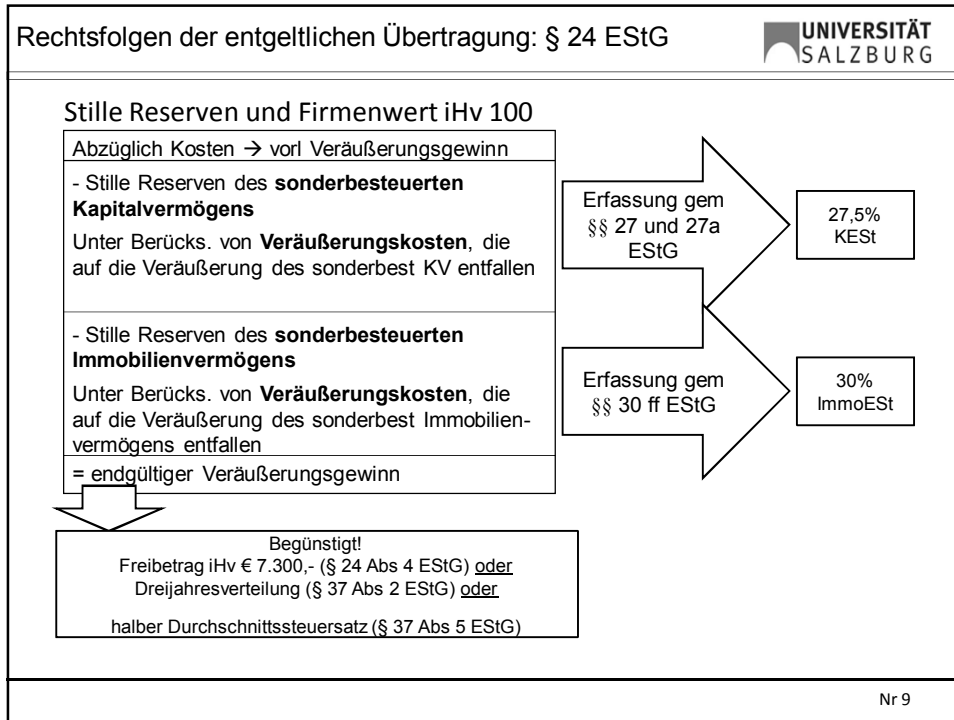 Rechtsfolgen der entgeltlichen Übertragung: § 24 EStG
UNIVERSITÄT
SALZBURG
Stille Reserven und Firmenwert iHv 100
Abzüglich Kosten → vorl Veräußerungsgewinn
- Stille Reserven des sonderbesteuerten
Kapitalvermögens
Unter Berücks. von Veräußerungskosten, die
auf die Veräußerung des sonderbest KV entfallen
Erfassung gem
§§ 27 und 27a
EStG
27,5%
KESt
- Stille Reserven des sonderbesteuerten
Immobilienvermögens
Unter Berücks. von Veräußerungskosten, die
auf die Veräußerung des sonderbest Immobilien-
vermögens entfallen
Erfassung gem
§§ 30 ff EStG
30%
ImmoESt
= endgültiger Veräußerungsgewinn
Begünstigt!
Freibetrag iHv € 7.300,- (§ 24 Abs 4 EStG) oder
Dreijahresverteilung (§ 37 Abs 2 EStG) oder
halber Durchschnittssteuersatz (§ 37 Abs 5 EStG)
Nr 9